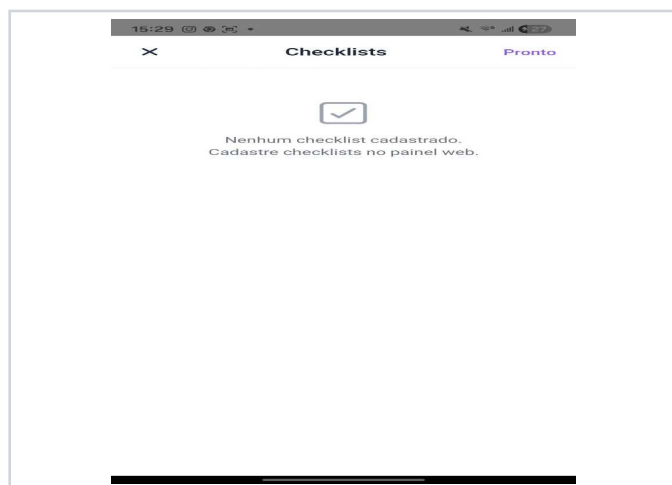 15:29
Checklists
Pronto
Nenhum checklist cadastrado.
Cadastre checklists no painel web.